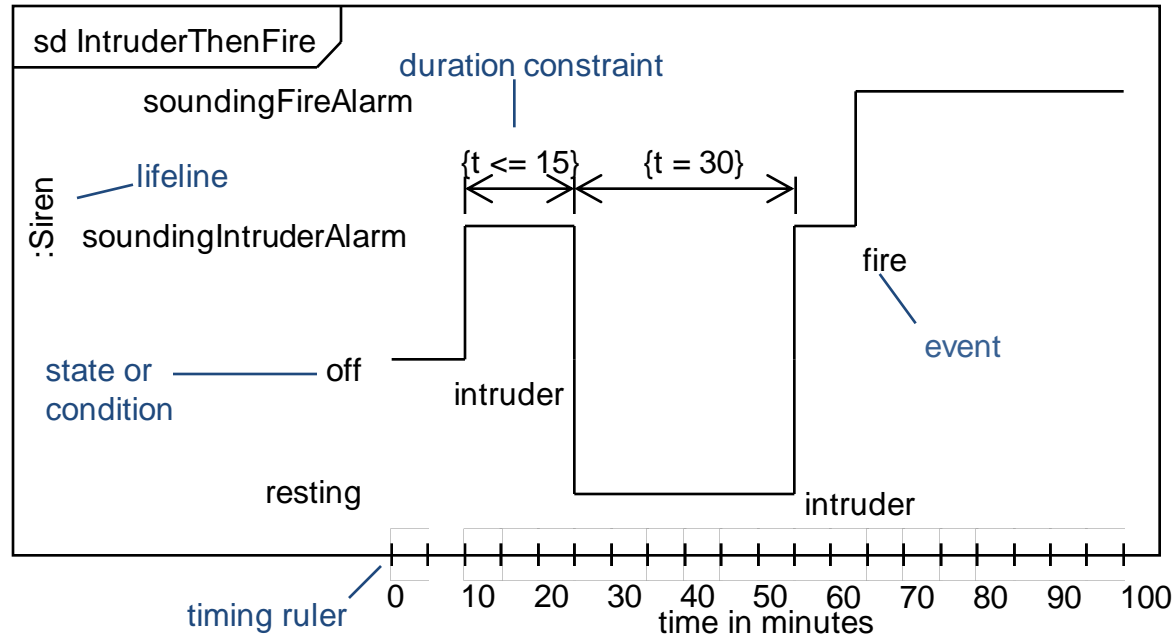 sd IntruderThenFire
duration constraint
soundingFireAlarm
{t <= 15}
{t = 30}
lifeline
:Siren
soundingIntruderAlarm
fire
event
state or
condition
off
intruder
resting
intruder
0 10 20 30 40 50 60 70 80 90 100
timing ruler
time in minutes